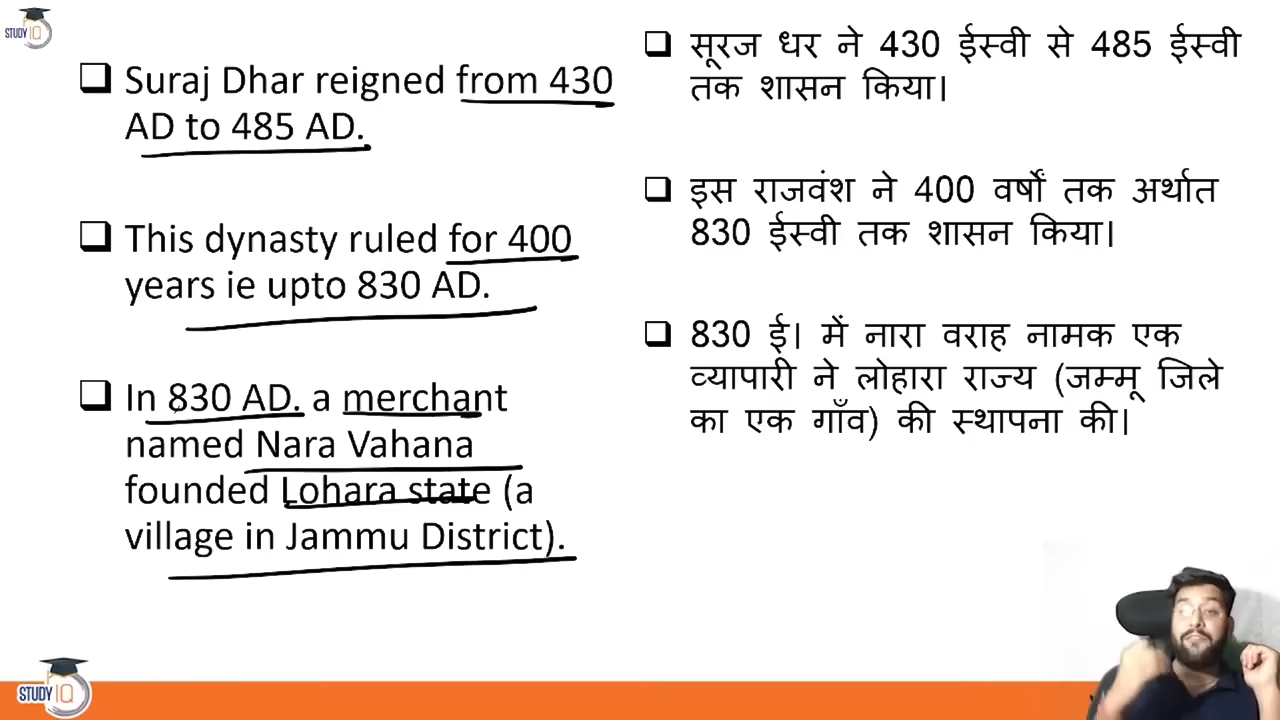 STUDY IQ
Suraj Dhar reigned from 430
AD to 485 AD.
This dynasty ruled for 400
years ie upto 830 AD.
In 830 AD. a merchant
named Nara Vahana
founded Lohara state (a
village in Jammu District).
सूरज धर ने 430 ईस्वी से 485 ईस्वी
तक शासन किया।
इस राजवंश ने 400 वर्षों तक अर्थात
830 ईस्वी तक शासन किया।
830 ई। में नारा वराह नामक एक
व्यापारी ने लोहारा राज्य (जम्मू जिले
का एक गाँव) की स्थापना की।
STUDY IQ